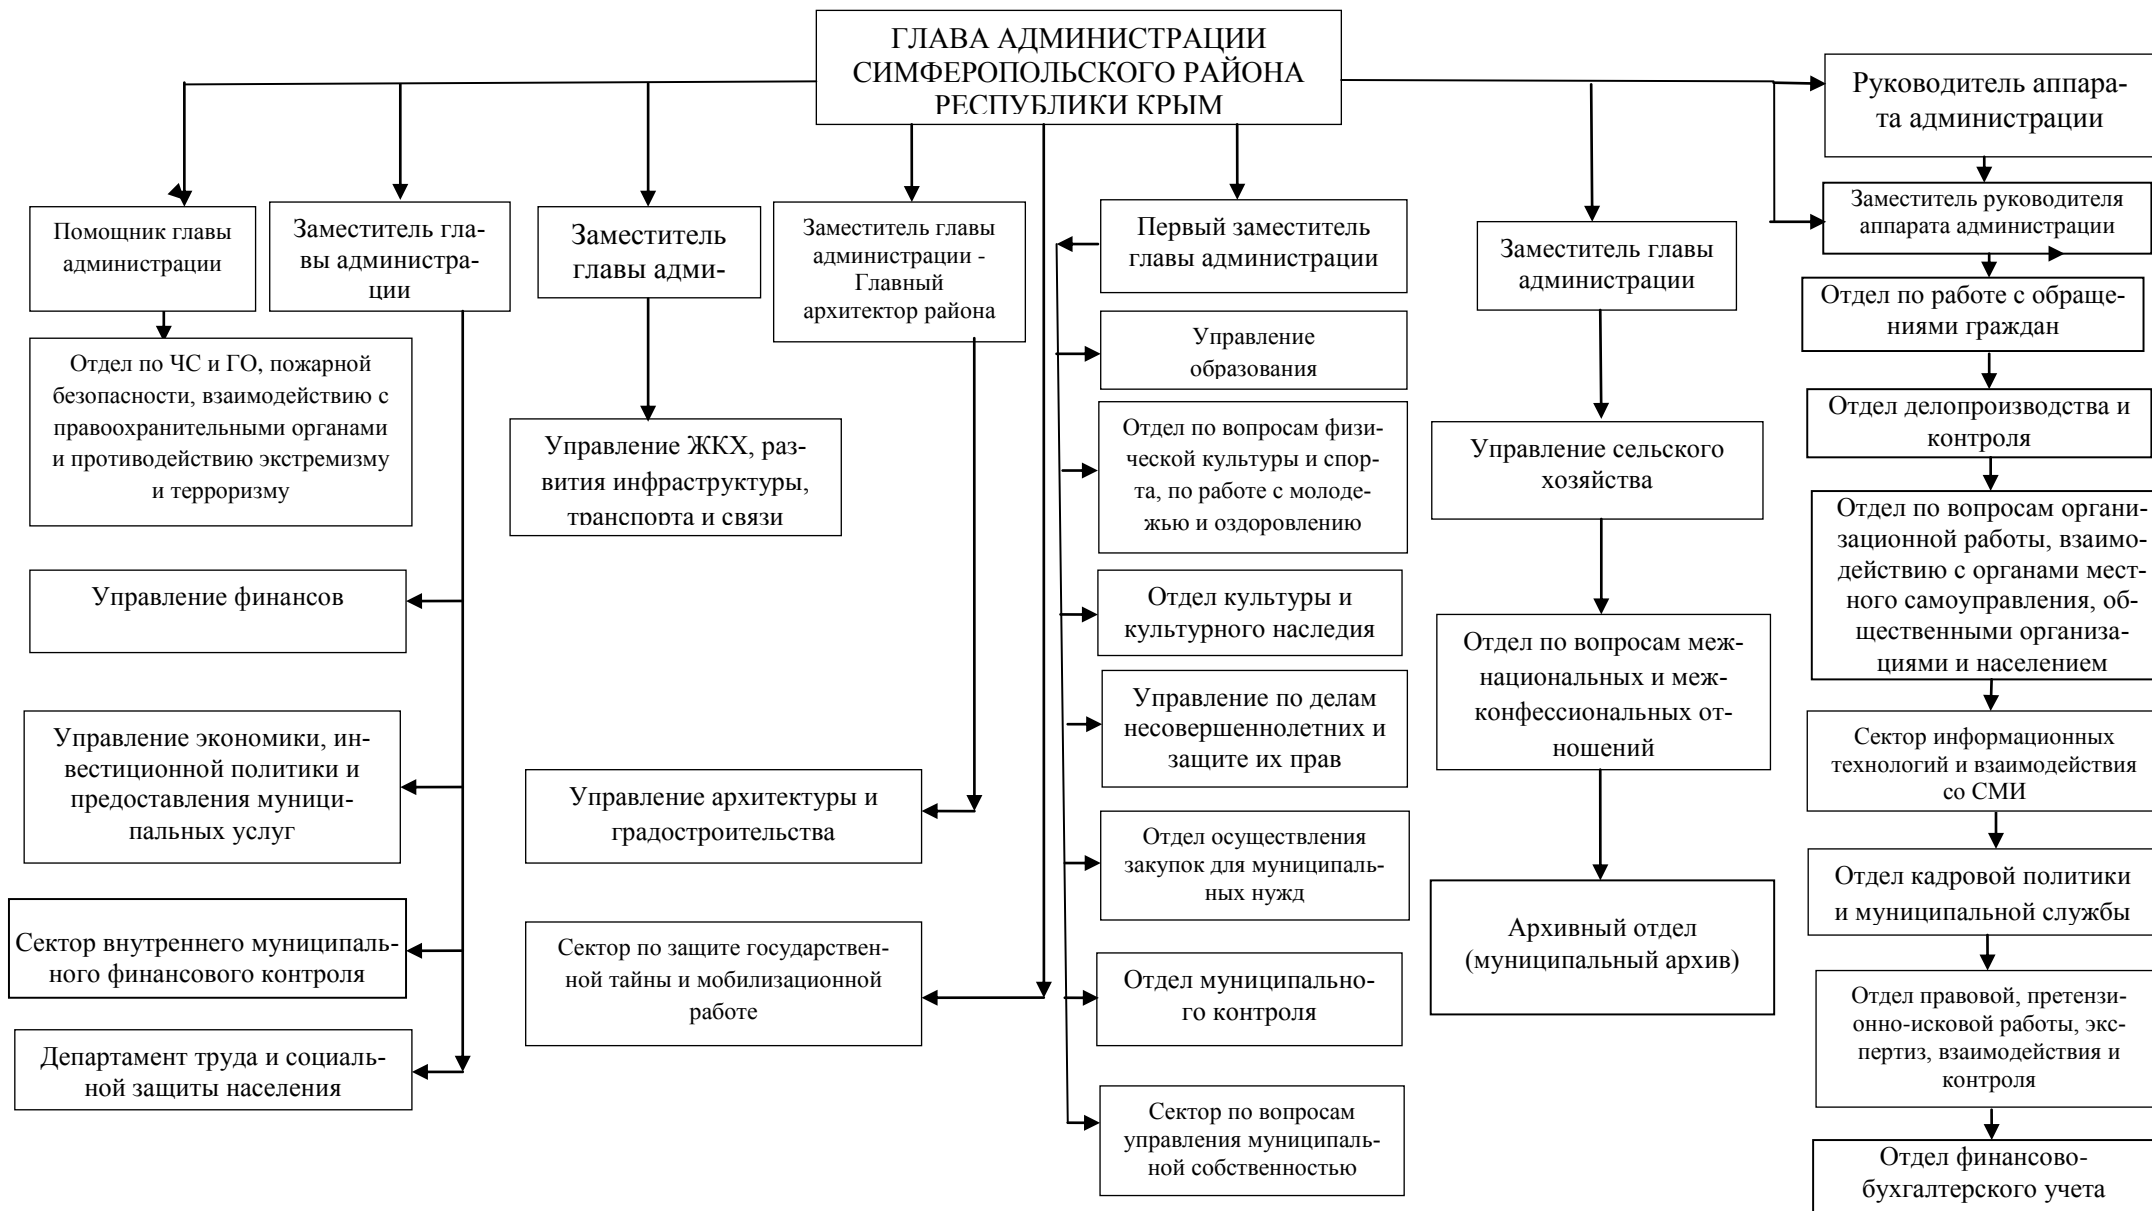 ГЛАВА АДМИНИСТРАЦИИ
СИМФЕРОПОЛЬСКОГО РАЙОНА
РЕСПУБЛИКИ КРЫМ
Руководитель аппара-
та администрации
Помощник главы
администрации
Заместитель гла-
вы администра-
ции
Заместитель
главы адми-
Заместитель главы
администрации -
Главный
архитектор района
Первый заместитель
главы администрации
Заместитель главы
администрации
Заместитель руководителя
аппарата администрации
Отдел по ЧС и ГО, пожарной
безопасности, взаимодействию с
правоохранительными органами
и противодействию экстремизму
и терроризму
Управление финансов
Управление экономики, ин-
вестиционной политики и
предоставления муници-
пальных услуг
Сектор внутреннего муниципаль-
ного финансового контроля
Департамент труда и социаль-
ной защиты населения
Управление ЖКХ, раз-
вития инфраструктуры,
транспорта и связи
Управление архитектуры и
градостроительства
Сектор по защите государствен-
ной тайны и мобилизационной
работе
Управление
образования
Отдел по вопросам физи-
ческой культуры и спор-
та, по работе с молоде-
жью и оздоровлению
Отдел культуры и
культурного наследия
Управление по делам
несовершеннолетних и
защите их прав
Отдел осуществления
закупок для муниципаль-
ных нужд
Отдел муниципально-
го контроля
Сектор по вопросам
управления муниципаль-
ной собственностью
Управление сельского
хозяйства
Отдел по вопросам меж-
национальных и меж-
конфессиональных от-
ношений
Архивный отдел
(муниципальный архив)
Отдел по работе с обраще-
ниями граждан
Отдел делопроизводства и
контроля
Отдел по вопросам органи-
зационной работы, взаимо-
действию с органами мест-
ного самоуправления, об-
щественными организа-
циями и населением
Сектор информационных
технологий и взаимодействия
со СМИ
Отдел кадровой политики
и муниципальной службы
Отдел правовой, претензи-
онно-исковой работы, экс-
пертиз, взаимодействия и
контроля
Отдел финансово-
бухгалтерского учета